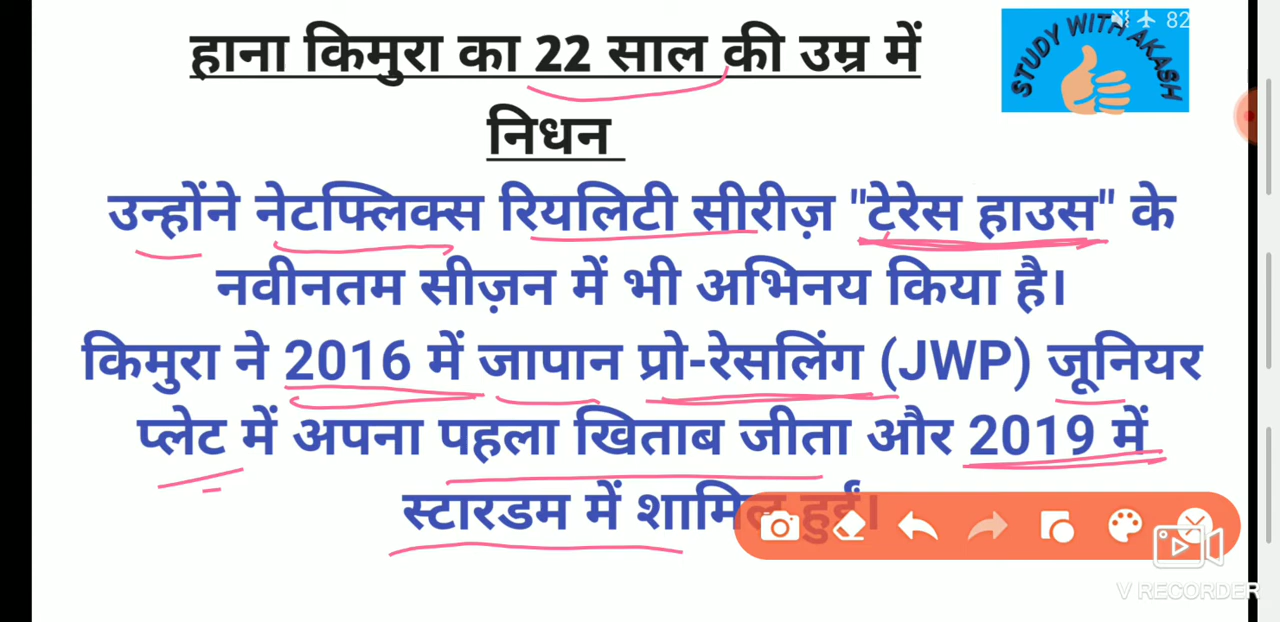 हाना किमुरा का 22 साल की उम्र में
निधन
STUDY WITH AKASH
82
उन्होंने नेटफ्लिक्स रियलिटी सीरीज़ "टेरेस हाउस" के
नवीनतम सीज़न में भी अभिनय किया है।
किमुरा ने 2016 में जापान प्रो-रेसलिंग (JWP) जूनियर
प्लेट में अपना पहला खिताब जीता और 2019 में
स्टारडम में शामिल हुईं।
V RECORDER